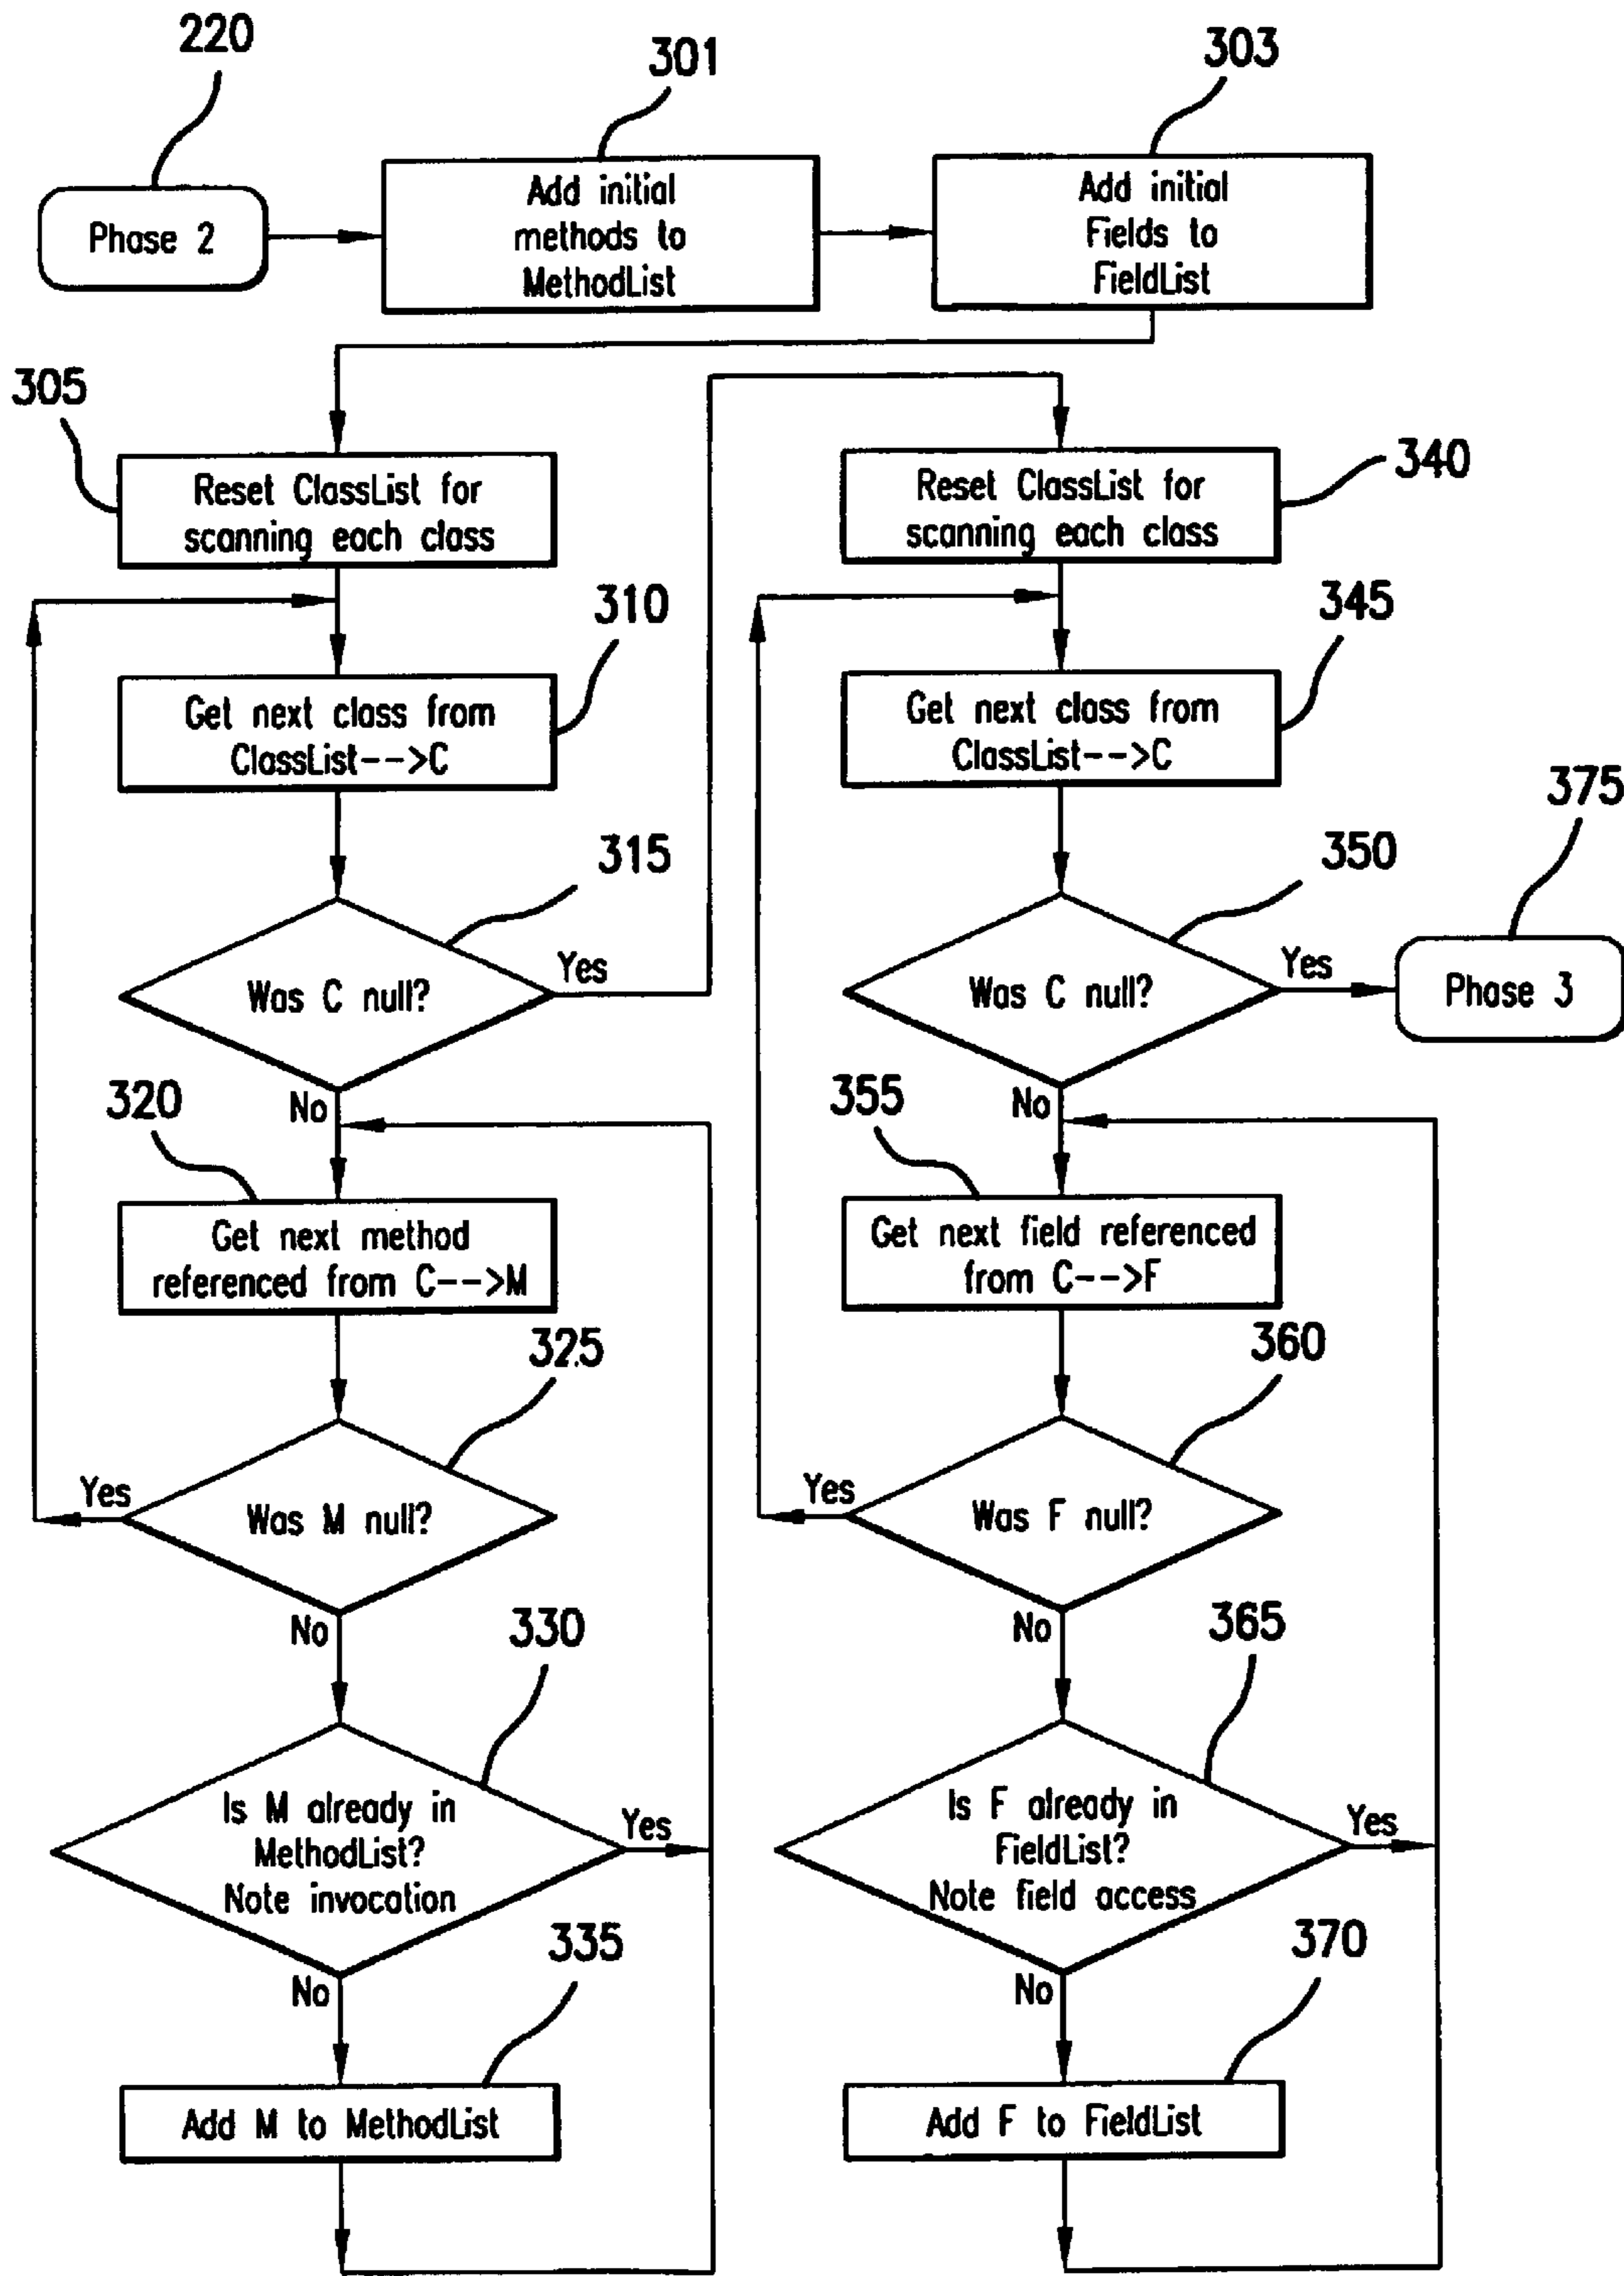 220
301
303
Phase 2
Add initial
methods to
MethodList
Add initial
Fields to
FieldList
305
Reset ClassList for
scanning each class
310
Get next class from
ClassList-->C
315
Was C null?
Yes
No
320
Get next method
referenced from C-->M
325
Was M null?
Yes
No
330
Is M already in
MethodList?
Note invocation
Yes
No
335
Add M to MethodList
340
Reset ClassList for
scanning each class
345
Get next class from
ClassList-->C
350
Was C null?
Yes
375
Phase 3
No
355
Get next field referenced
from C-->F
360
Was F null?
Yes
No
365
Is F already in
FieldList?
Note field access
Yes
No
370
Add F to FieldList